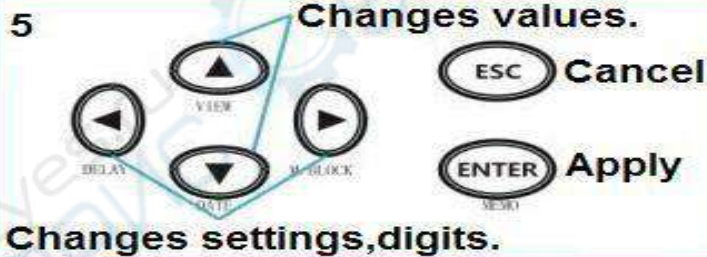 5
Changes values.
ESC Cancel
VIEW
DELAY
M. BLOCK
ENTER Apply
DATE
MEMO
Changes settings,digits.